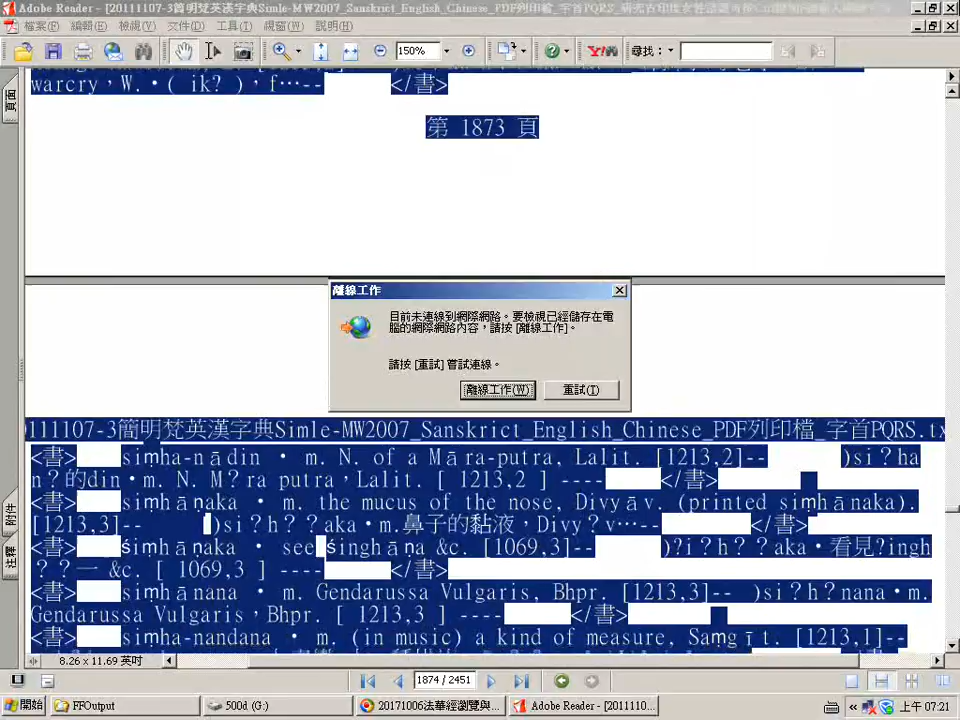 Adobe Reader - [20111107-3簡明梵英漢字典Simle-MW2007_Sanskrict_English_Chinese_PDF列印檔_字首PQRS_
檔案(F) 編輯(E) 檢視(V) 文件(D) 工具(T) 視窗(W) 說明(H)
150% 尋找:
頁面
warcry，W.‧( ik? )，f…-- </書>
第 1873 頁
離線工作
目前未連線到網際網路。要檢視已經儲存在電
腦的網際網路內容，請按 [離線工作]。
請按 [重試] 嘗試連線。
離線工作(W) 重試(T)
111107-3簡明梵英漢字典Simle-MW2007_Sanskrict_English_Chinese_PDF列印檔_字首PQRS.tx
<書> siṃha-nādin ‧ m. N. of a Māra-putra, Lalit. [1213,2]-- )si?ha
n?的din‧m. N. M?ra putra，Lalit. [ 1213,2 ] ---- </書>
<書> siṃhāṇaka ‧ m. the mucus of the nose, Divyāv. (printed siṃhānaka).
[1213,3]-- )si?h??aka‧m.鼻子的黏液，Divy?v…-- </書>
<書> śiṃhāṇaka ‧ see śiṅghāṇa &c. [1069,3]-- )?i?h??aka‧看見?ingh
??一 &c. [ 1069,3 ] ---- </書>
<書> siṃhānana ‧ m. Gendarussa Vulgaris, Bhpr. [1213,3]-- )si?h?nana‧m.
Gendarussa Vulgaris，Bhpr. [ 1213,3 ] ---- </書>
<書> siṃha-nandana ‧ m. (in music) a kind of measure, Saṃgīt. [1213,1]--
附件
注釋
8.26 x 11.69 英吋
1874 / 2451
開始 FFOutput 500d (G:) 20171006法華經瀏覽與... Adobe Reader - [2011110... 上午 07:21